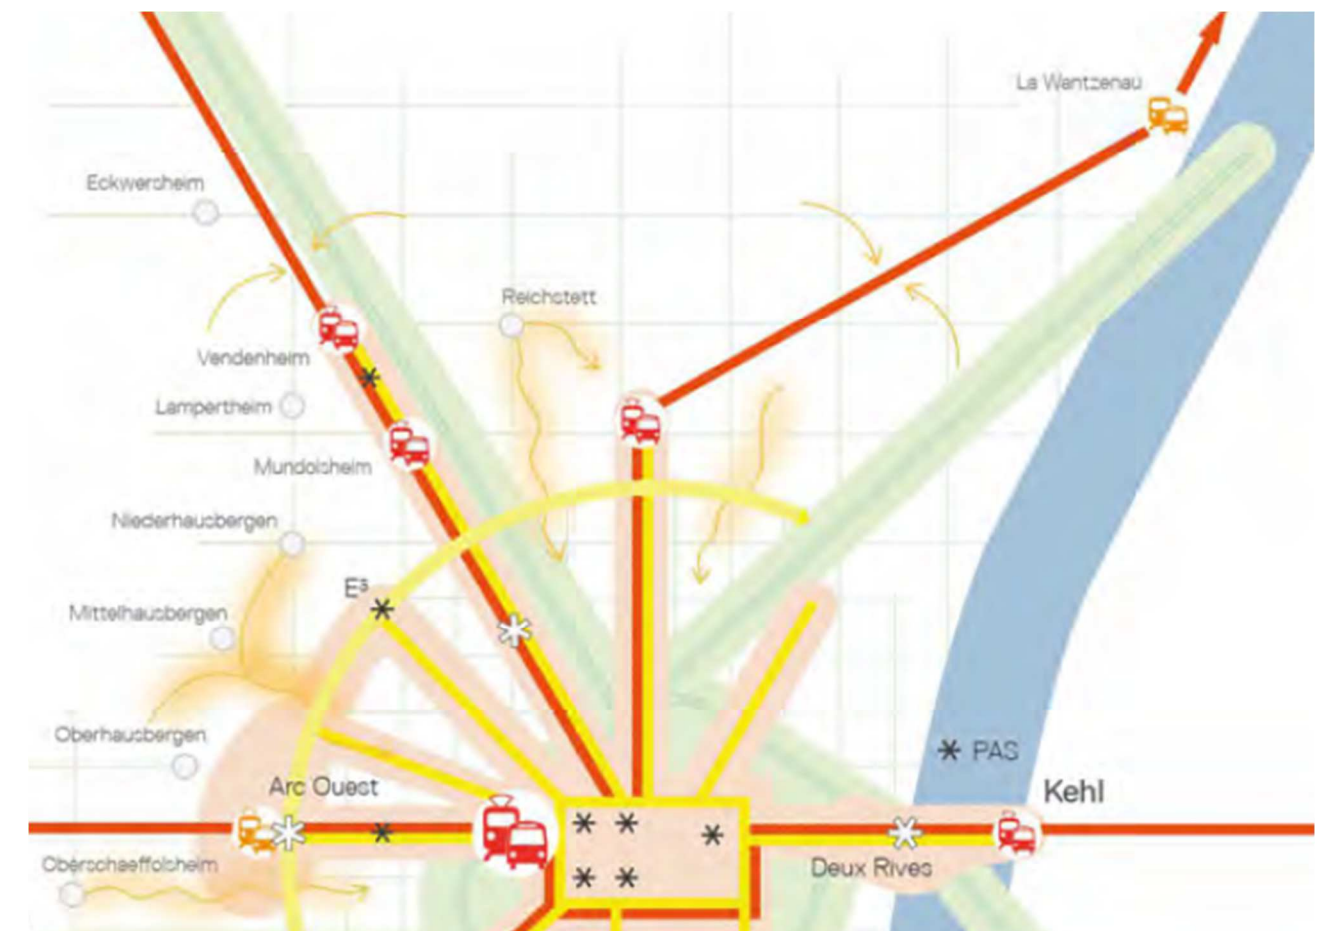 La Wantzenau
Eckwersheim
Reichstett
Vendenheim
Lampertheim
Mundolsheim
Niederhausbergen
E³
Mittelhausbergen
Oberhausbergen
PAS
Arc Ouest
Kehl
Oberschaeffolsheim
Deux Rives